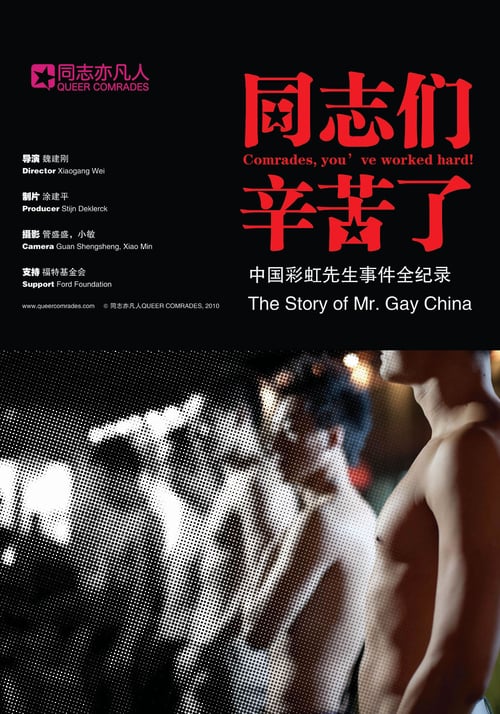 同志亦凡人
QUEER COMRADES
同志们
Comrades, you've worked hard!
辛苦了
中国彩虹先生事件全纪录
The Story of Mr. Gay China
导演 魏建刚
Director Xiaogang Wei
制片 涂建平
Producer Stijn Deklerck
摄影 管盛盛，小敏
Camera Guan Shengsheng, Xiao Min
支持 福特基金会
Support Ford Foundation
www.queercomrades.com © 同志亦凡人QUEER COMRADES, 2010